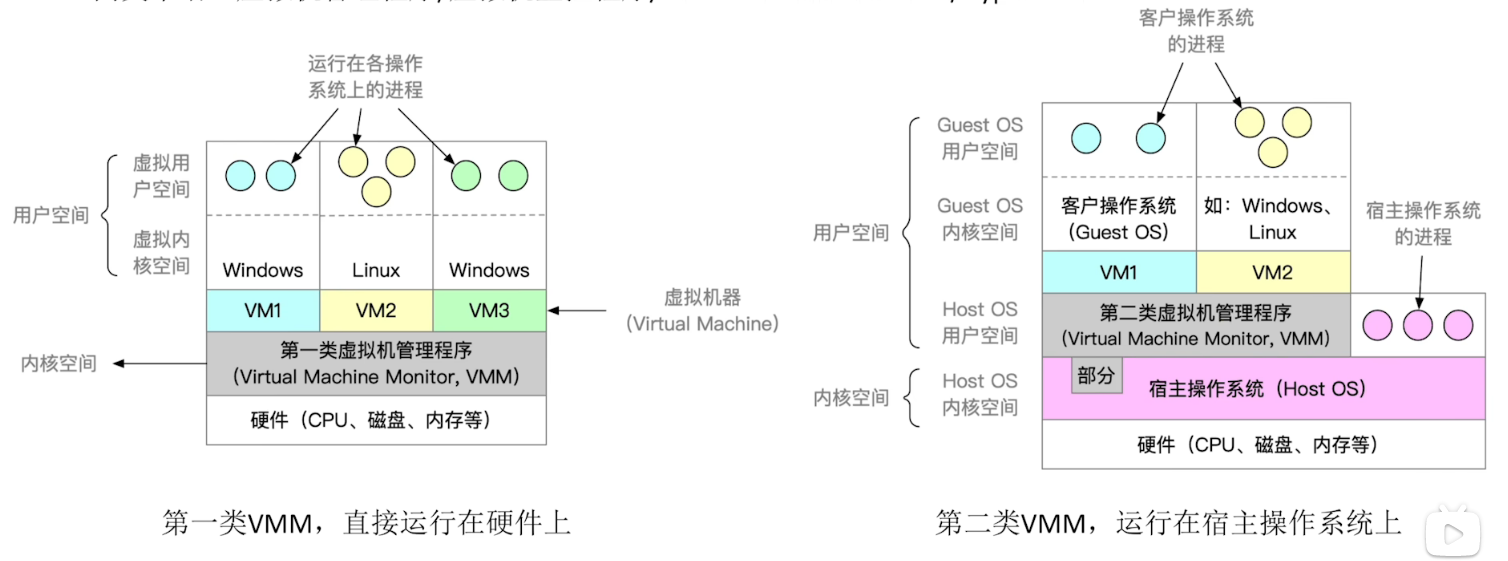 运行在各操作
系统上的进程
用户空间
虚拟用
户空间
虚拟内
核空间
Windows
Linux
Windows
VM1
VM2
VM3
虚拟机器
（Virtual Machine）
内核空间
第一类虚拟机管理程序
（Virtual Machine Monitor, VMM）
硬件（CPU、磁盘、内存等）
第一类VMM，直接运行在硬件上
客户操作系统
的进程
用户空间
Guest OS
用户空间
Guest OS
内核空间
客户操作系统
（Guest OS）
如：Windows、
Linux
宿主操作系统
的进程
VM1
VM2
Host OS
用户空间
第二类虚拟机管理程序
（Virtual Machine Monitor, VMM）
内核空间
Host OS
内核空间
部分
宿主操作系统（Host OS）
硬件（CPU、磁盘、内存等）
第二类VMM，运行在宿主操作系统上